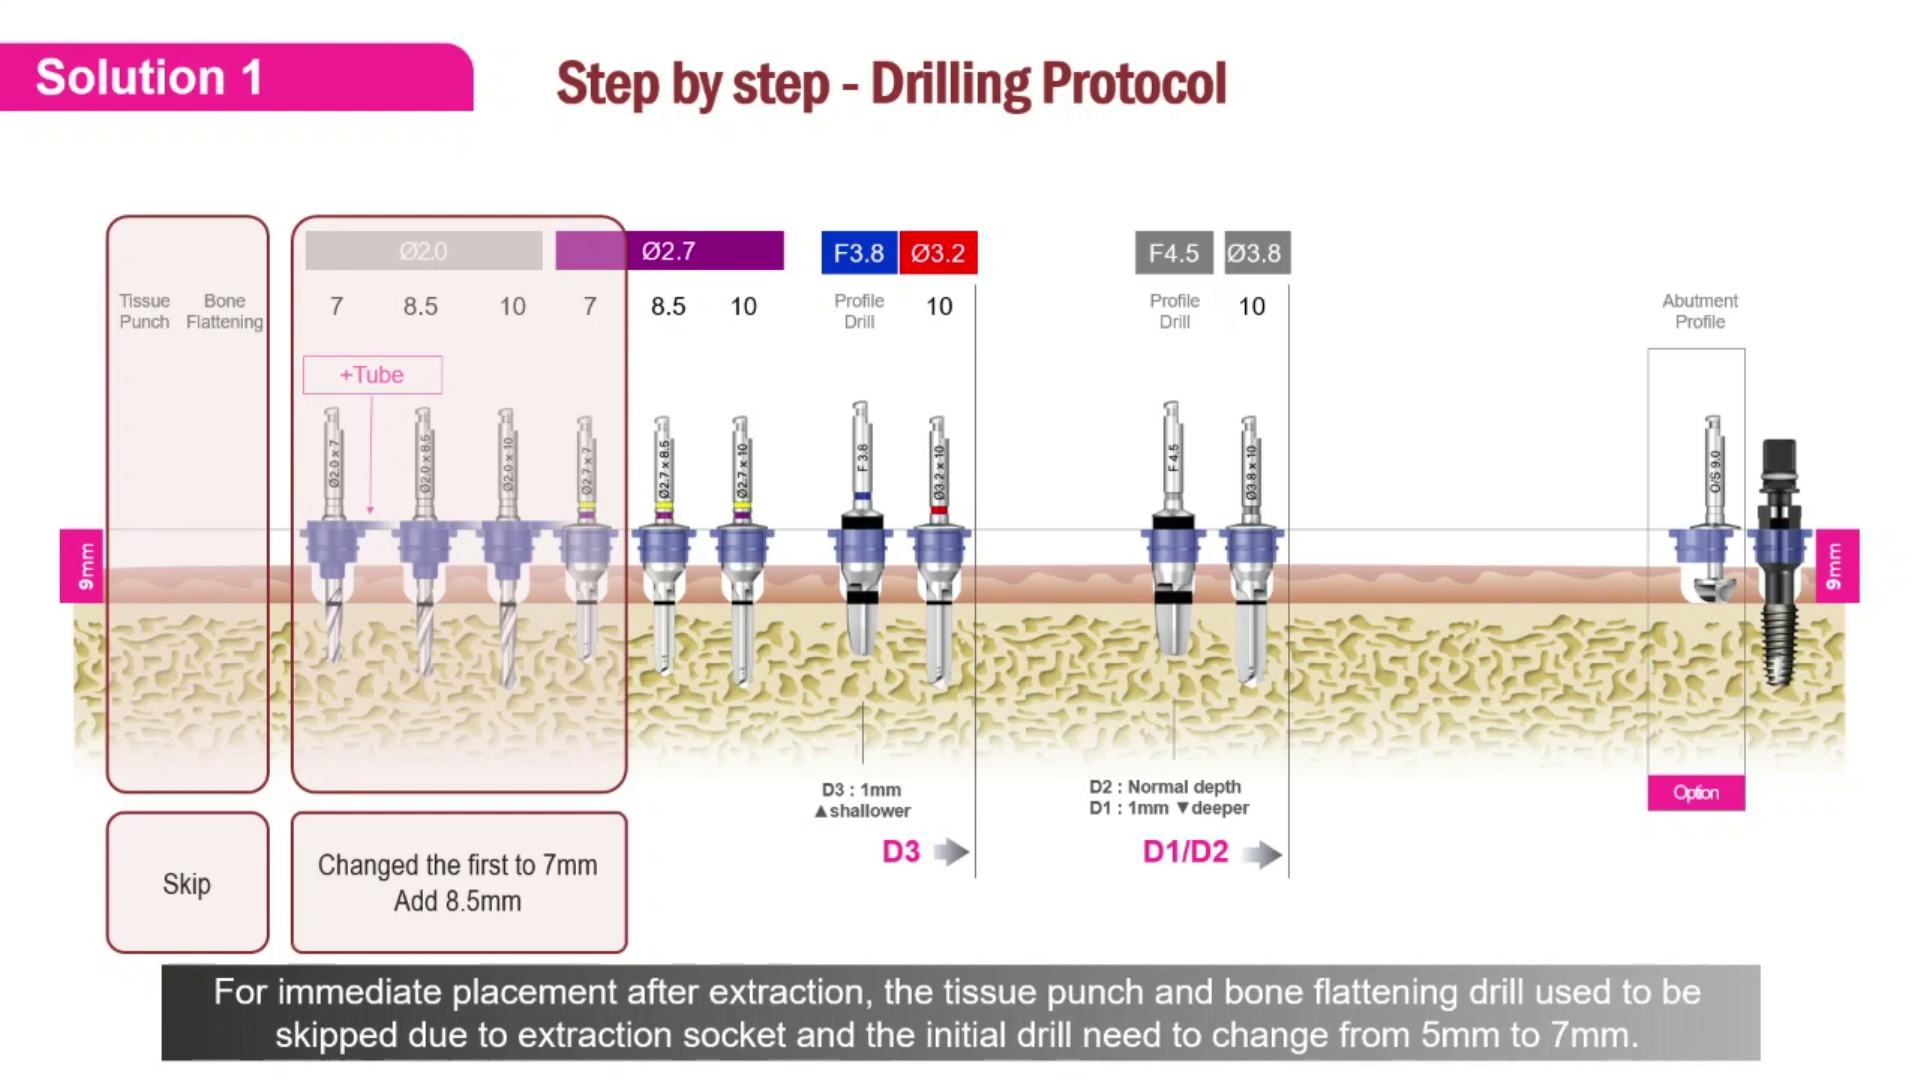 Solution 1
Step by step - Drilling Protocol
Ø2.0
Ø2.7
F3.8
Ø3.2
F4.5
Ø3.8
Tissue
Punch
Bone
Flattening
7
8.5
10
7
8.5
10
Profile
Drill
10
Profile
Drill
10
Abutment
Profile
+Tube
Ø2.0 x 7
Ø2.0 x 8.5
Ø2.0 x 10
Ø2.7 x 7
Ø2.7 x 8.5
Ø2.7 x 10
F 3.8
Ø3.2 x 10
F 4.5
Ø3.8 x 10
O/S 9.0
9mm
9mm
D3 : 1mm
▲shallower
D2 : Normal depth
D1 : 1mm ▼deeper
Option
D3
D1/D2
Skip
Changed the first to 7mm
Add 8.5mm
For immediate placement after extraction, the tissue punch and bone flattening drill used to be
skipped due to extraction socket and the initial drill need to change from 5mm to 7mm.